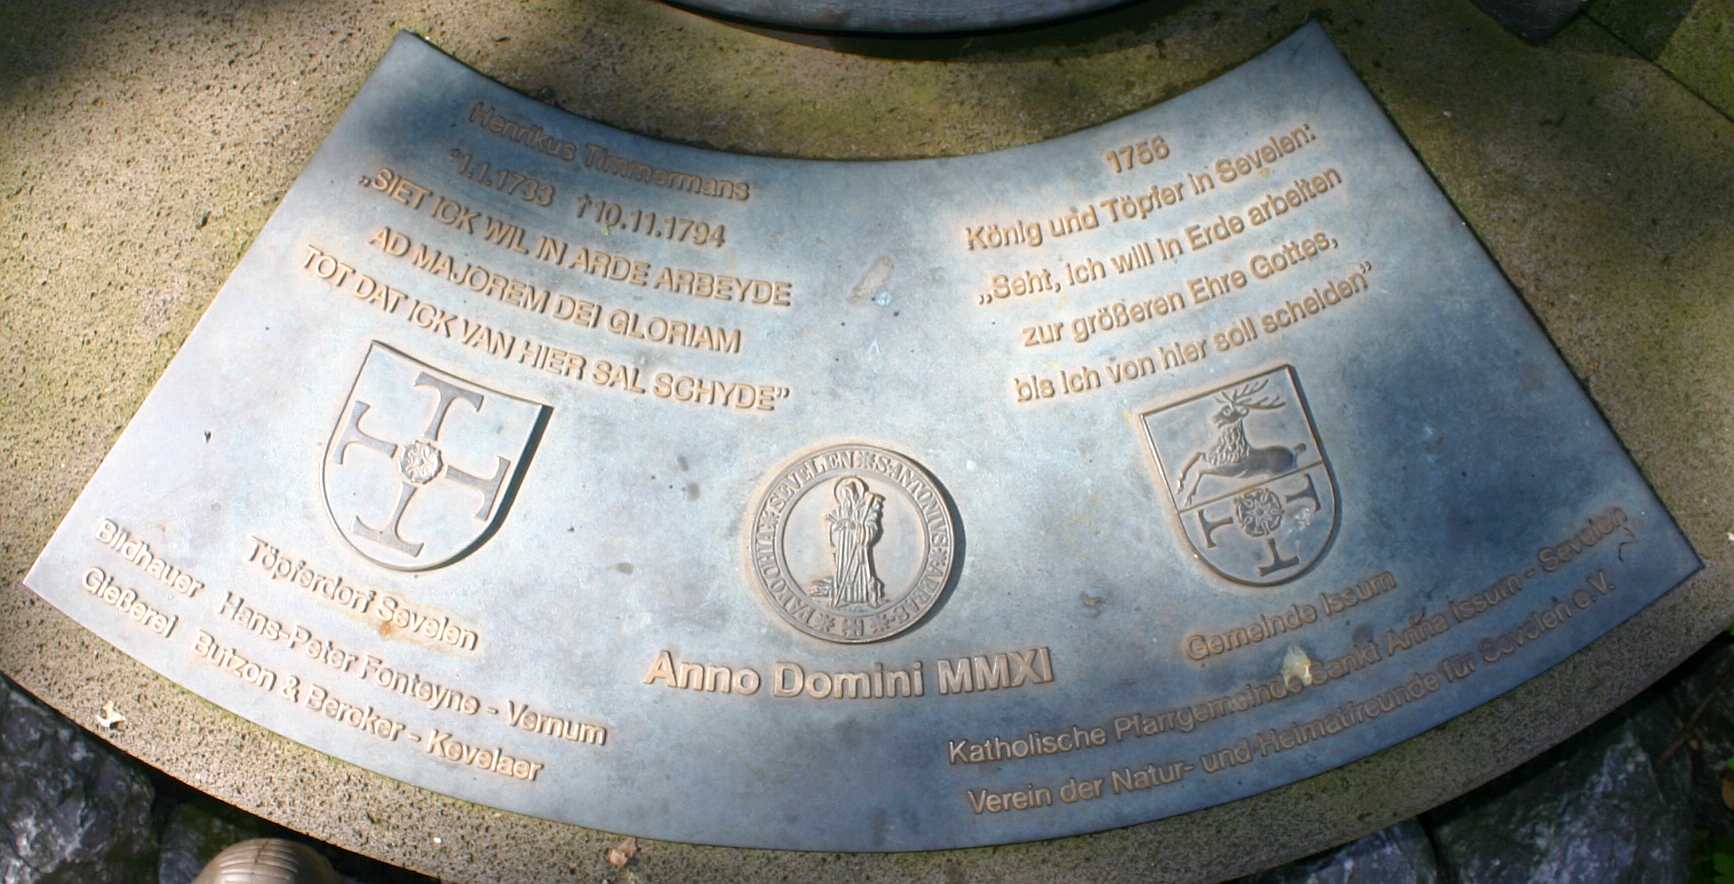 Henrikus Timmermans
*1.1.1733 †10.11.1794
„SIET ICK WIL IN ARDE ARBEYDE
AD MAJOREM DEI GLORIAM
TOT DAT ICK VAN HIER SAL SCHYDE”
1756
König und Töpfer in Sevelen:
„Seht, ich will in Erde arbeiten
zur größeren Ehre Gottes,
bis ich von hier soll scheiden”
Töpferdorf Sevelen
Bildhauer Hans-Peter Fonteyne - Vernum
Gießerei Butzon & Bercker - Kevelaer
SEVELEN SANTONIUS
Anno Domini MMXI
Gemeinde Issum
Katholische Pfarrgemeinde Sankt Anna Issum - Sevelen
Verein der Natur- und Heimatfreunde für Sevelen e.V.